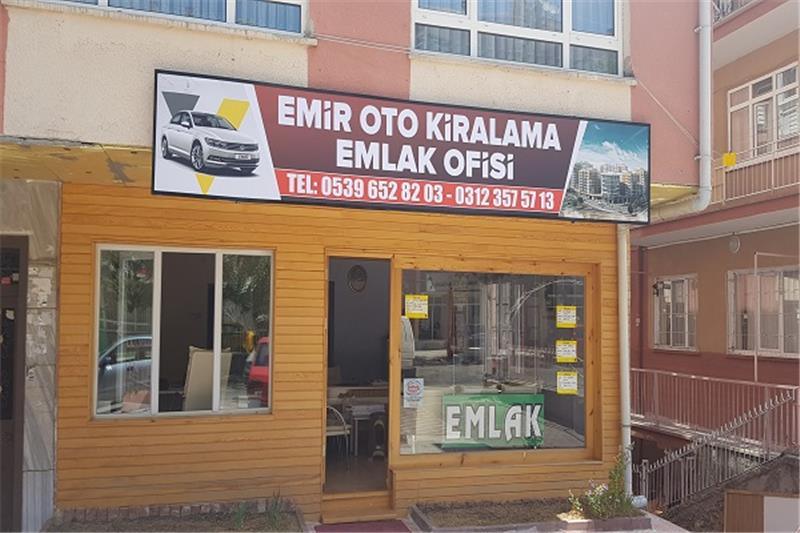 EMİR OTO KİRALAMA
EMLAK OFİSİ
TEL: 0539 652 82 03 - 0312 357 57 13
EMLAK